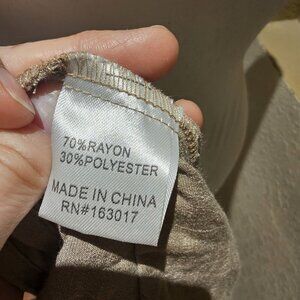 70%RAYON
30%POLYESTER
MADE IN CHINA
RN#163017